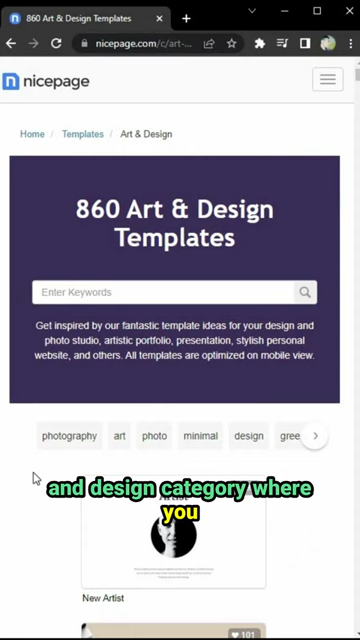 860 Art & Design Templates
nicepage.com/c/art-...
nicepage
Home / Templates / Art & Design
860 Art & Design
Templates
Enter Keywords
Get inspired by our fantastic template ideas for your design and
photo studio, artistic portfolio, presentation, stylish personal
website, and others. All templates are optimized on mobile view.
photography art photo minimal design gree
and design category where
you
New Artist
101